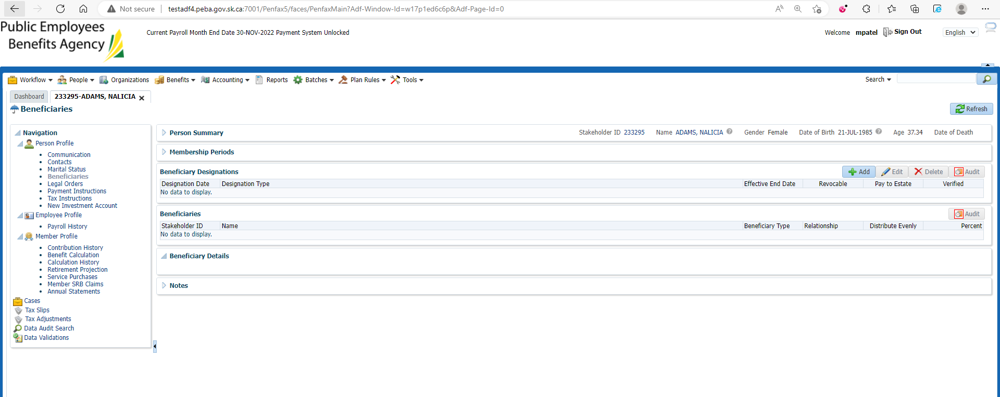 Not secure testadf4.peba.gov.sk.ca:7001/Penfax5/faces/PenfaxMain?Adf-Window-Id=w17p1ed6c6p&Adf-Page-Id=0
Public Employees
Benefits Agency
Current Payroll Month End Date 30-NOV-2022 Payment System Unlocked
Welcome mpatel Sign Out English
Workflow People Organizations Benefits Accounting Reports Batches Plan Rules Tools Search
Dashboard 233295-ADAMS, NALICIA
Beneficiaries
Refresh
Navigation
Person Profile
Communication
Contacts
Marital Status
Beneficiaries
Legal Orders
Payment Instructions
Tax Instructions
New Investment Account
Employee Profile
Payroll History
Member Profile
Contribution History
Benefit Calculation
Calculation History
Retirement Projection
Service Purchases
Member SRB Claims
Annual Statements
Cases
Tax Slips
Tax Adjustments
Data Audit Search
Data Validations
Person Summary Stakeholder ID 233295 Name ADAMS, NALICIA Gender Female Date of Birth 21-JUL-1985 Age 37.34 Date of Death
Membership Periods
Beneficiary Designations Add Edit Delete Audit
Designation Date Designation Type Effective End Date Revocable Pay to Estate Verified
No data to display.
Beneficiaries Audit
Stakeholder ID Name Beneficiary Type Relationship Distribute Evenly Percent
No data to display.
Beneficiary Details
Notes